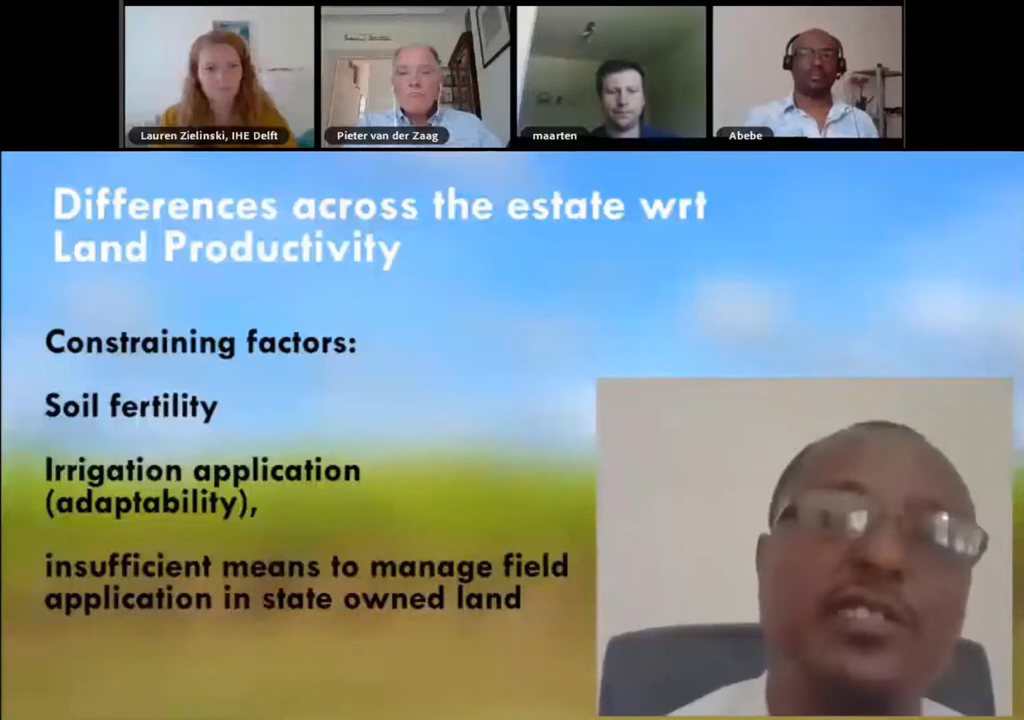 Lauren Zielinski, IHE Delft
Pieter van der Zaag
maarten
Abebe
Differences across the estate wrt
Land Productivity
Constraining factors:
Soil fertility
Irrigation application
(adaptability),
insufficient means to manage field
application in state owned land